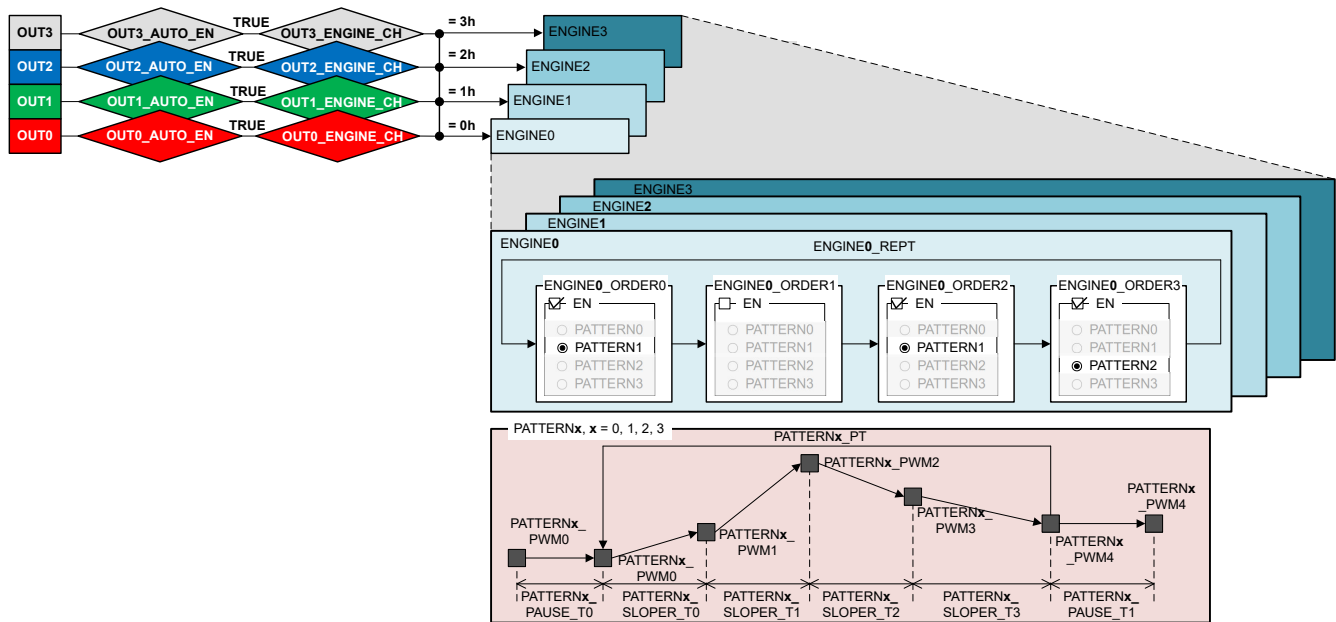 OUT3 OUT3_AUTO_EN TRUE OUT3_ENGINE_CH = 3h ENGINE3
OUT2 OUT2_AUTO_EN TRUE OUT2_ENGINE_CH = 2h ENGINE2
OUT1 OUT1_AUTO_EN TRUE OUT1_ENGINE_CH = 1h ENGINE1
OUT0 OUT0_AUTO_EN TRUE OUT0_ENGINE_CH = 0h ENGINE0
ENGINE3
ENGINE2
ENGINE1
ENGINE0 ENGINE0_REPT
ENGINE0_ORDER0
EN
PATTERN0
PATTERN1
PATTERN2
PATTERN3
ENGINE0_ORDER1
EN
PATTERN0
PATTERN1
PATTERN2
PATTERN3
ENGINE0_ORDER2
EN
PATTERN0
PATTERN1
PATTERN2
PATTERN3
ENGINE0_ORDER3
EN
PATTERN0
PATTERN1
PATTERN2
PATTERN3
PATTERNx, x = 0, 1, 2, 3
PATTERNx_PT
PATTERNx_
PWM0
PATTERNx_
PWM0
PATTERNx_
PWM1
PATTERNx_PWM2
PATTERNx_
PWM3
PATTERNx
_PWM4
PATTERNx
_PWM4
PATTERNx_
PAUSE_T0
PATTERNx_
SLOPER_T0
PATTERNx_
SLOPER_T1
PATTERNx_
SLOPER_T2
PATTERNx_
SLOPER_T3
PATTERNx_
PAUSE_T1